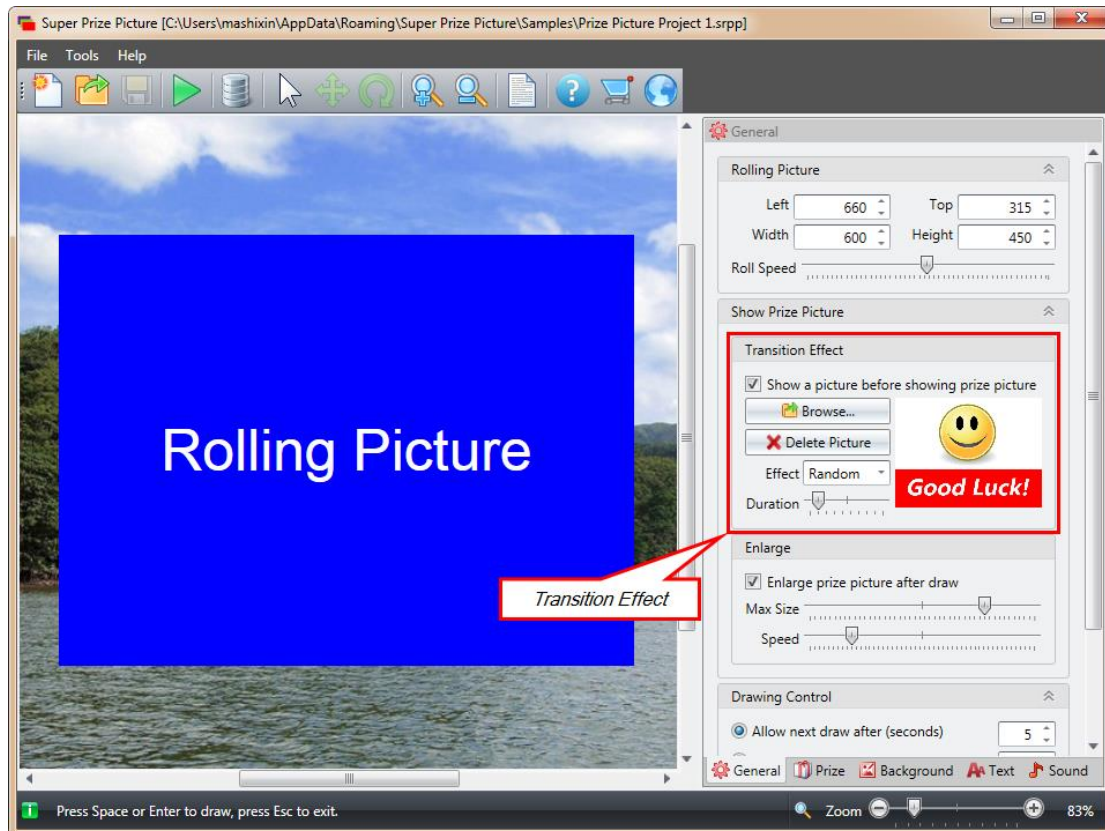 Super Prize Picture [C:\Users\mashixin\AppData\Roaming\Super Prize Picture\Samples\Prize Picture Project 1.srpp]
File Tools Help
General
Rolling Picture
Left 660 Top 315
Width 600 Height 450
Roll Speed
Show Prize Picture
Transition Effect
Show a picture before showing prize picture
Browse...
Delete Picture
Effect Random
Duration
Good Luck!
Rolling Picture
Enlarge
Enlarge prize picture after draw
Transition Effect
Max Size
Speed
Drawing Control
Allow next draw after (seconds) 5
General Prize Background Text Sound
Press Space or Enter to draw, press Esc to exit. Zoom 83%